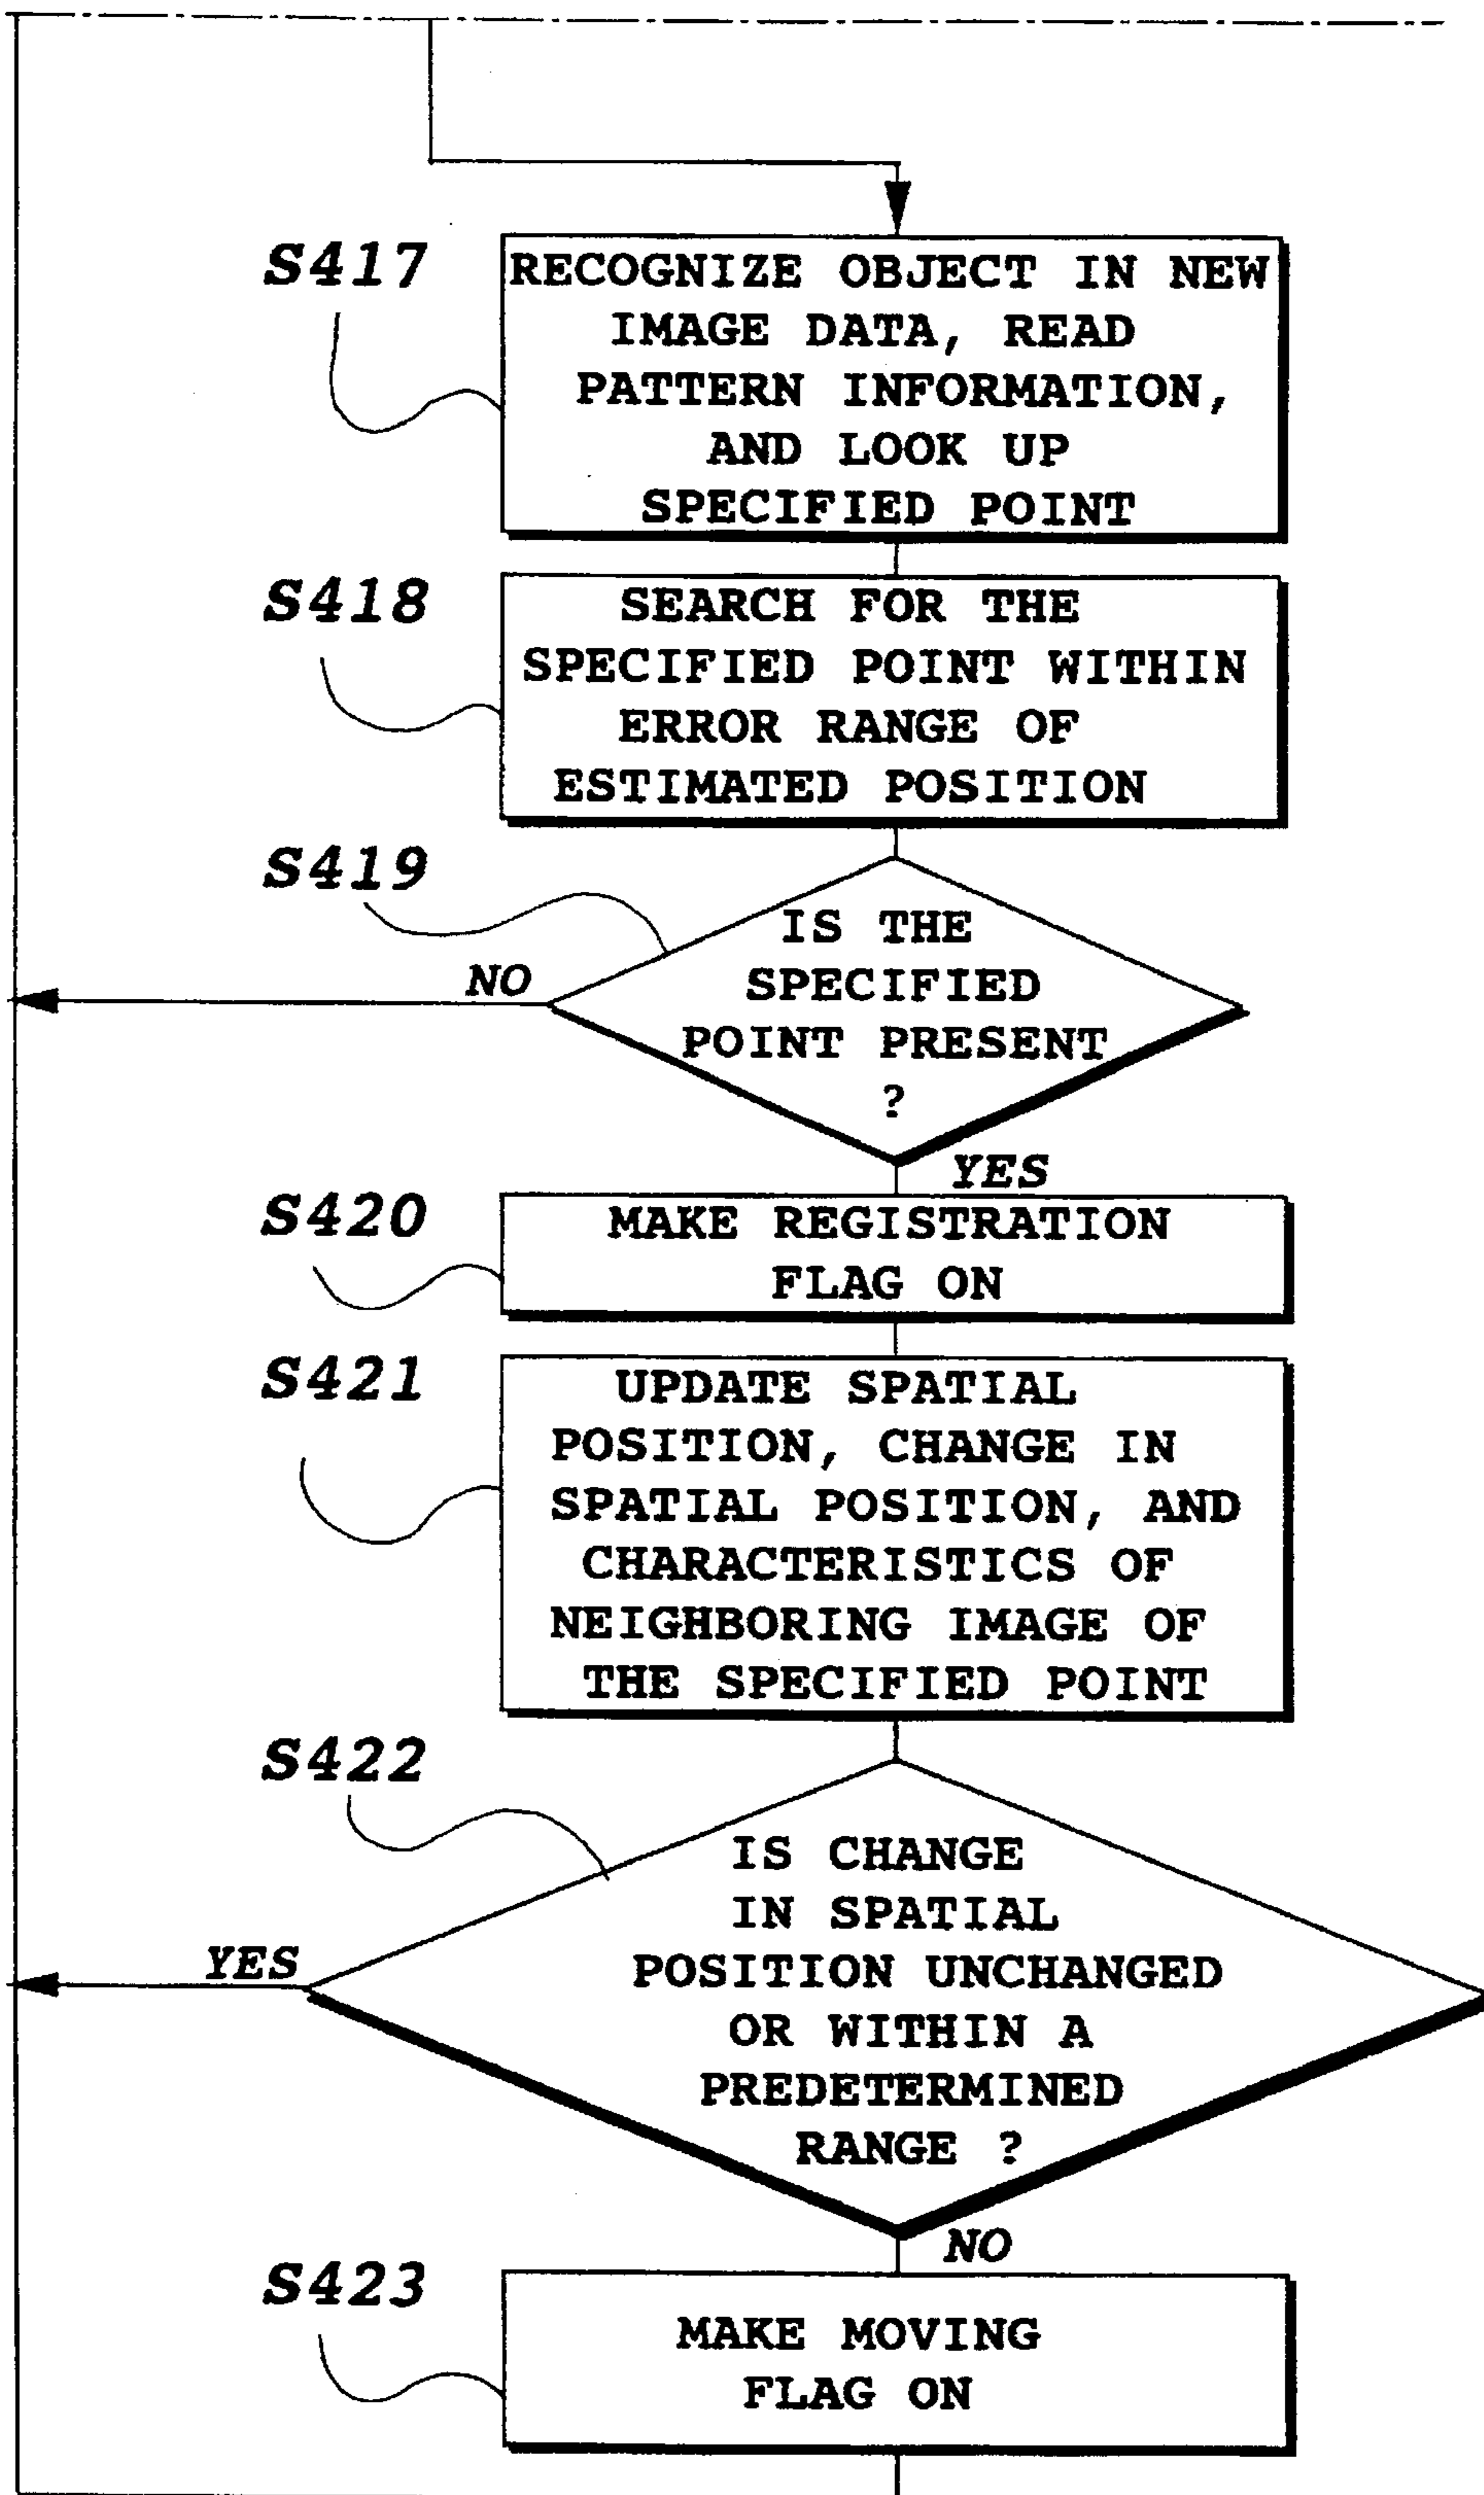 S417
RECOGNIZE OBJECT IN NEW
IMAGE DATA, READ
PATTERN INFORMATION,
AND LOOK UP
SPECIFIED POINT
S418
SEARCH FOR THE
SPECIFIED POINT WITHIN
ERROR RANGE OF
ESTIMATED POSITION
S419
IS THE
SPECIFIED
POINT PRESENT
?
NO
YES
S420
MAKE REGISTRATION
FLAG ON
S421
UPDATE SPATIAL
POSITION, CHANGE IN
SPATIAL POSITION, AND
CHARACTERISTICS OF
NEIGHBORING IMAGE OF
THE SPECIFIED POINT
S422
IS CHANGE
IN SPATIAL
POSITION UNCHANGED
OR WITHIN A
PREDETERMINED
RANGE ?
YES
NO
S423
MAKE MOVING
FLAG ON